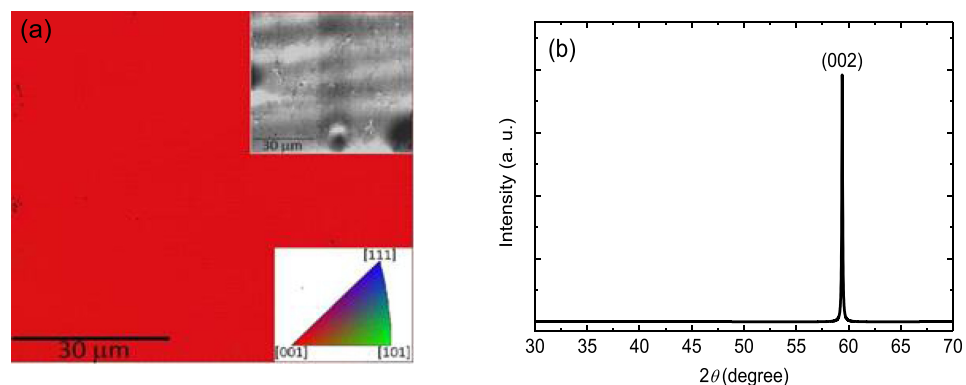 (a)
30 μm
[111]
[001]
[101]
30 μm
(b)
(002)
Intensity (a. u.)
30 35 40 45 50 55 60 65 70
2θ (degree)